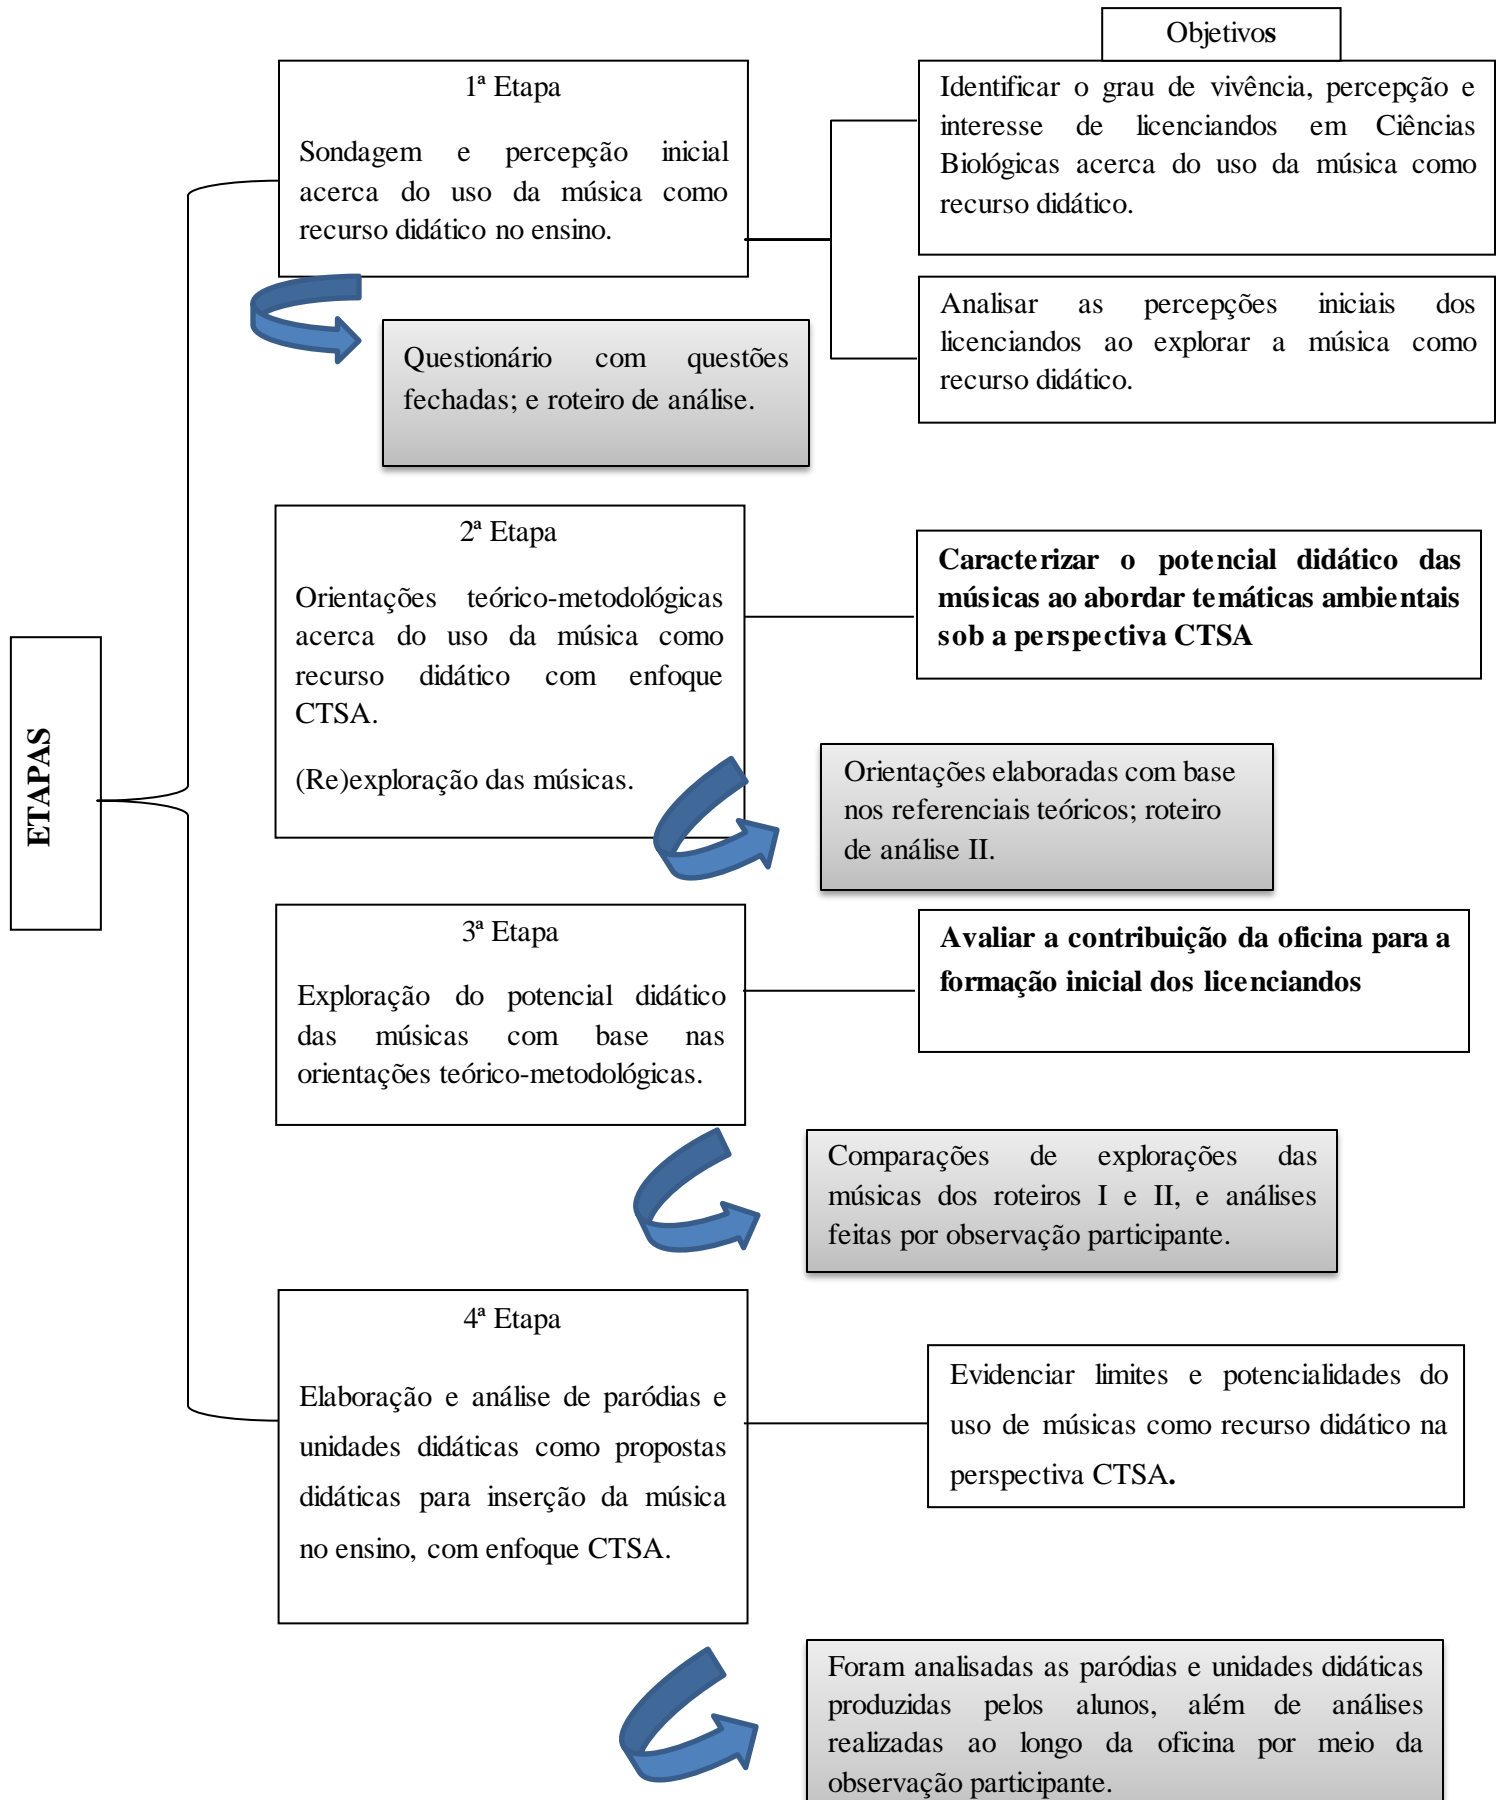 Objetivos
1ª Etapa
Sondagem e percepção inicial
acerca do uso da música como
recurso didático no ensino.
Identificar o grau de vivência, percepção e
interesse de licenciandos em Ciências
Biológicas acerca do uso da música como
recurso didático.
Analisar as percepções iniciais dos
licenciandos ao explorar a música como
recurso didático.
Questionário com questões
fechadas; e roteiro de análise.
ETAPAS
2ª Etapa
Orientações teórico-metodológicas
acerca do uso da música como
recurso didático com enfoque
CTSA.
(Re)exploração das músicas.
Caracterizar o potencial didático das
músicas ao abordar temáticas ambientais
sob a perspectiva CTSA
Orientações elaboradas com base
nos referenciais teóricos; roteiro
de análise II.
3ª Etapa
Exploração do potencial didático
das músicas com base nas
orientações teórico-metodológicas.
Avaliar a contribuição da oficina para a
formação inicial dos licenciandos
Comparações de explorações das
músicas dos roteiros I e II, e análises
feitas por observação participante.
4ª Etapa
Elaboração e análise de paródias e
unidades didáticas como propostas
didáticas para inserção da música
no ensino, com enfoque CTSA.
Evidenciar limites e potencialidades do
uso de músicas como recurso didático na
perspectiva CTSA.
Foram analisadas as paródias e unidades didáticas
produzidas pelos alunos, além de análises
realizadas ao longo da oficina por meio da
observação participante.